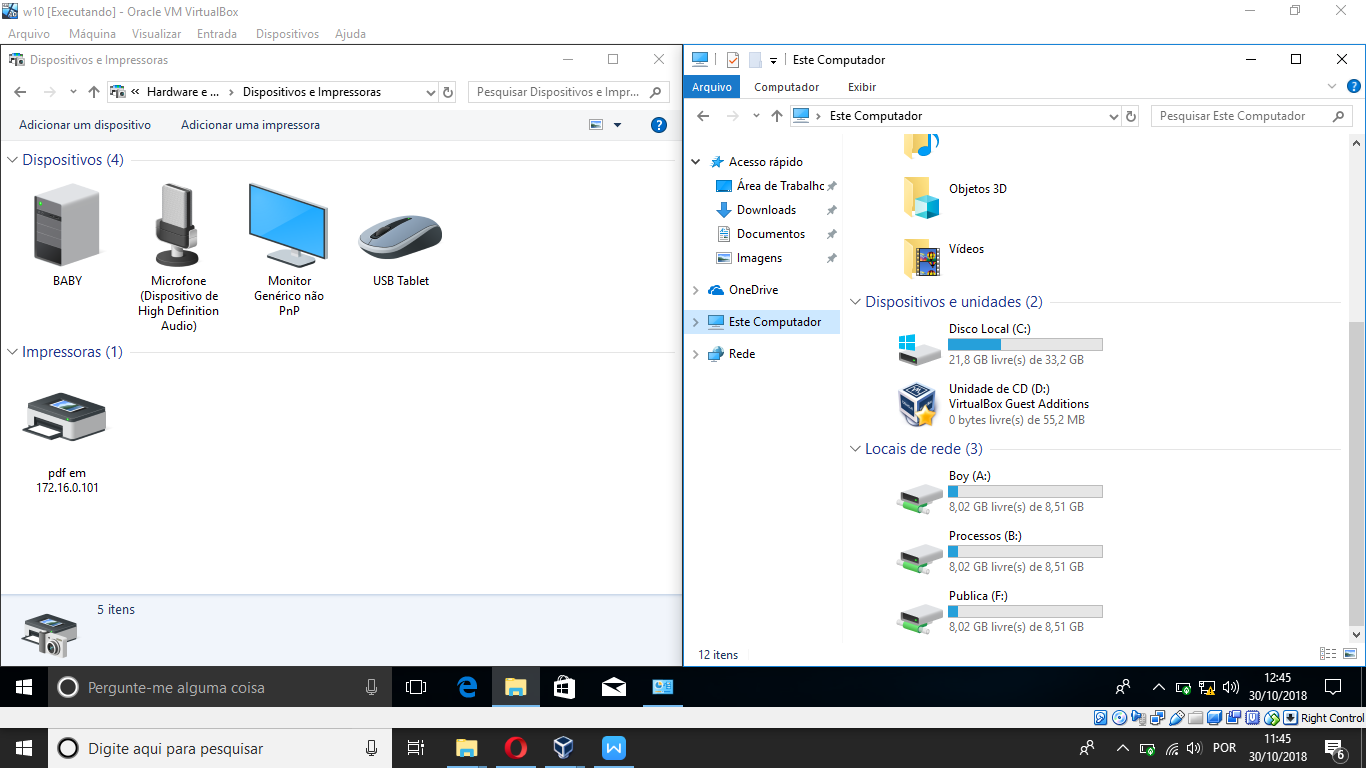 w10 [Executando] - Oracle VM VirtualBox
Arquivo Máquina Visualizar Entrada Dispositivos Ajuda
Dispositivos e Impressoras
« Hardware e ... > Dispositivos e Impressoras
Pesquisar Dispositivos e Impr...
Adicionar um dispositivo Adicionar uma impressora
Dispositivos (4)
BABY
Microfone
(Dispositivo de
High Definition
Audio)
Monitor
Genérico não
PnP
USB Tablet
Impressoras (1)
pdf em
172.16.0.101
5 itens
Este Computador
Arquivo Computador Exibir
Este Computador
Pesquisar Este Computador
Acesso rápido
Área de Trabalho
Downloads
Documentos
Imagens
OneDrive
Este Computador
Rede
Objetos 3D
Vídeos
Dispositivos e unidades (2)
Disco Local (C:)
21,8 GB livre(s) de 33,2 GB
Unidade de CD (D:)
VirtualBox Guest Additions
0 bytes livre(s) de 55,2 MB
Locais de rede (3)
Boy (A:)
8,02 GB livre(s) de 8,51 GB
Processos (B:)
8,02 GB livre(s) de 8,51 GB
Publica (F:)
8,02 GB livre(s) de 8,51 GB
12 itens
Pergunte-me alguma coisa
12:45
30/10/2018
Right Control
Digite aqui para pesquisar
POR
11:45
30/10/2018
6